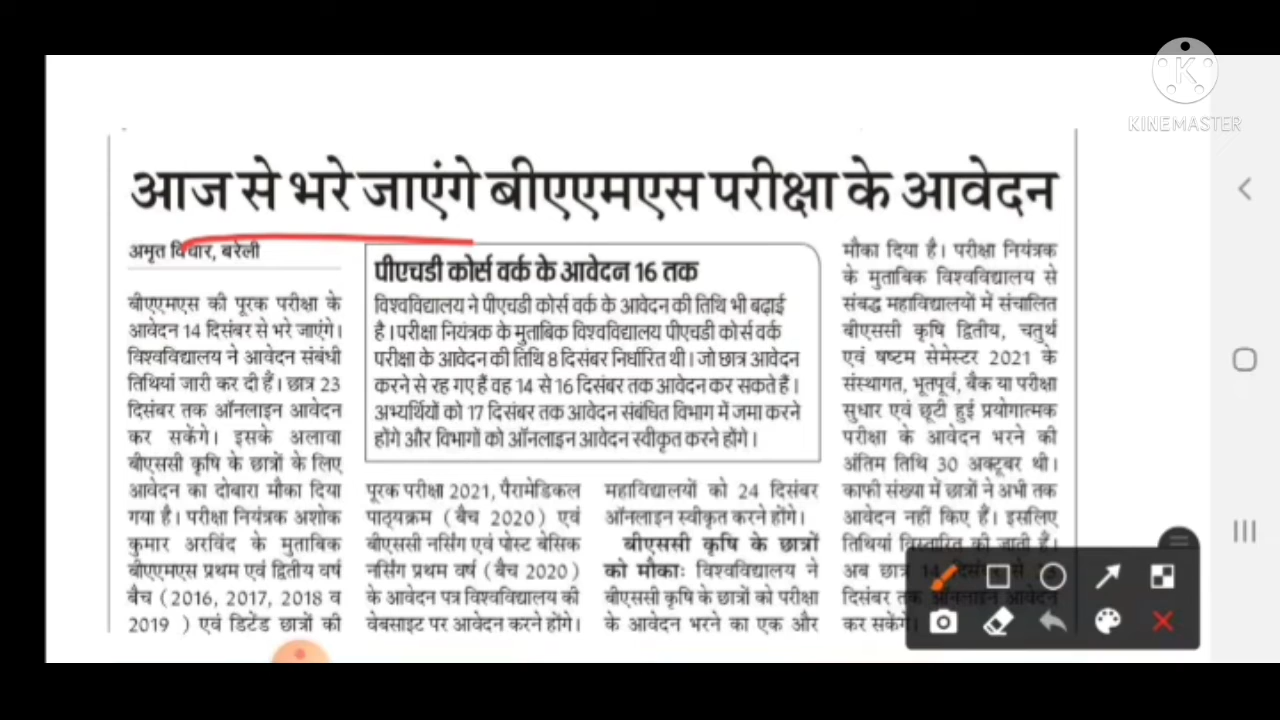 KINEMASTER
आज से भरे जाएंगे बीएएमएस परीक्षा के आवेदन
अमृत विचार, बरेली
बीएएमएस की पूरक परीक्षा के
आवेदन 14 दिसंबर से भरे जाएंगे।
विश्वविद्यालय ने आवेदन संबंधी
तिथियां जारी कर दी हैं। छात्र 23
दिसंबर तक ऑनलाइन आवेदन
कर सकेंगे। इसके अलावा
बीएससी कृषि के छात्रों के लिए
आवेदन का दोबारा मौका दिया
गया है। परीक्षा नियंत्रक अशोक
कुमार अरविंद के मुताबिक
बीएएमएस प्रथम एवं द्वितीय वर्ष
बैच (2016, 2017, 2018 व
2019 ) एवं डिटेंड छात्रों की
पीएचडी कोर्स वर्क के आवेदन 16 तक
विश्वविद्यालय ने पीएचडी कोर्स वर्क के आवेदन की तिथि भी बढ़ाई
है। परीक्षा नियंत्रक के मुताबिक विश्वविद्यालय पीएचडी कोर्स वर्क
परीक्षा के आवेदन की तिथि 8 दिसंबर निर्धारित थी। जो छात्र आवेदन
करने से रह गए हैं वह 14 से 16 दिसंबर तक आवेदन कर सकते हैं।
अभ्यर्थियों को 17 दिसंबर तक आवेदन संबंधित विभाग में जमा करने
होंगे और विभागों को ऑनलाइन आवेदन स्वीकृत करने होंगे।
पूरक परीक्षा 2021, पैरामेडिकल
पाठ्यक्रम (बैच 2020) एवं
बीएससी नर्सिंग एवं पोस्ट बेसिक
नर्सिंग प्रथम वर्ष (बैच 2020)
के आवेदन पत्र विश्वविद्यालय की
वेबसाइट पर आवेदन करने होंगे।
महाविद्यालयों को 24 दिसंबर
ऑनलाइन स्वीकृत करने होंगे।
बीएससी कृषि के छात्रों
को मौका: विश्वविद्यालय ने
बीएससी कृषि के छात्रों को परीक्षा
के आवेदन भरने का एक और
मौका दिया है। परीक्षा नियंत्रक
के मुताबिक विश्वविद्यालय से
संबद्ध महाविद्यालयों में संचालित
बीएससी कृषि द्वितीय, चतुर्थ
एवं षष्टम सेमेस्टर 2021 के
संस्थागत, भूतपूर्व, बैक या परीक्षा
सुधार एवं छूटी हुई प्रयोगात्मक
परीक्षा के आवेदन भरने की
अंतिम तिथि 30 अक्टूबर थी।
काफी संख्या में छात्रों ने अभी तक
आवेदन नहीं किए हैं। इसलिए
तिथियां विस्तारित की जाती हैं।
अब छात्र 14 दिसंबर से
दिसंबर तक ऑनलाइन आवेदन
कर सकेंगे